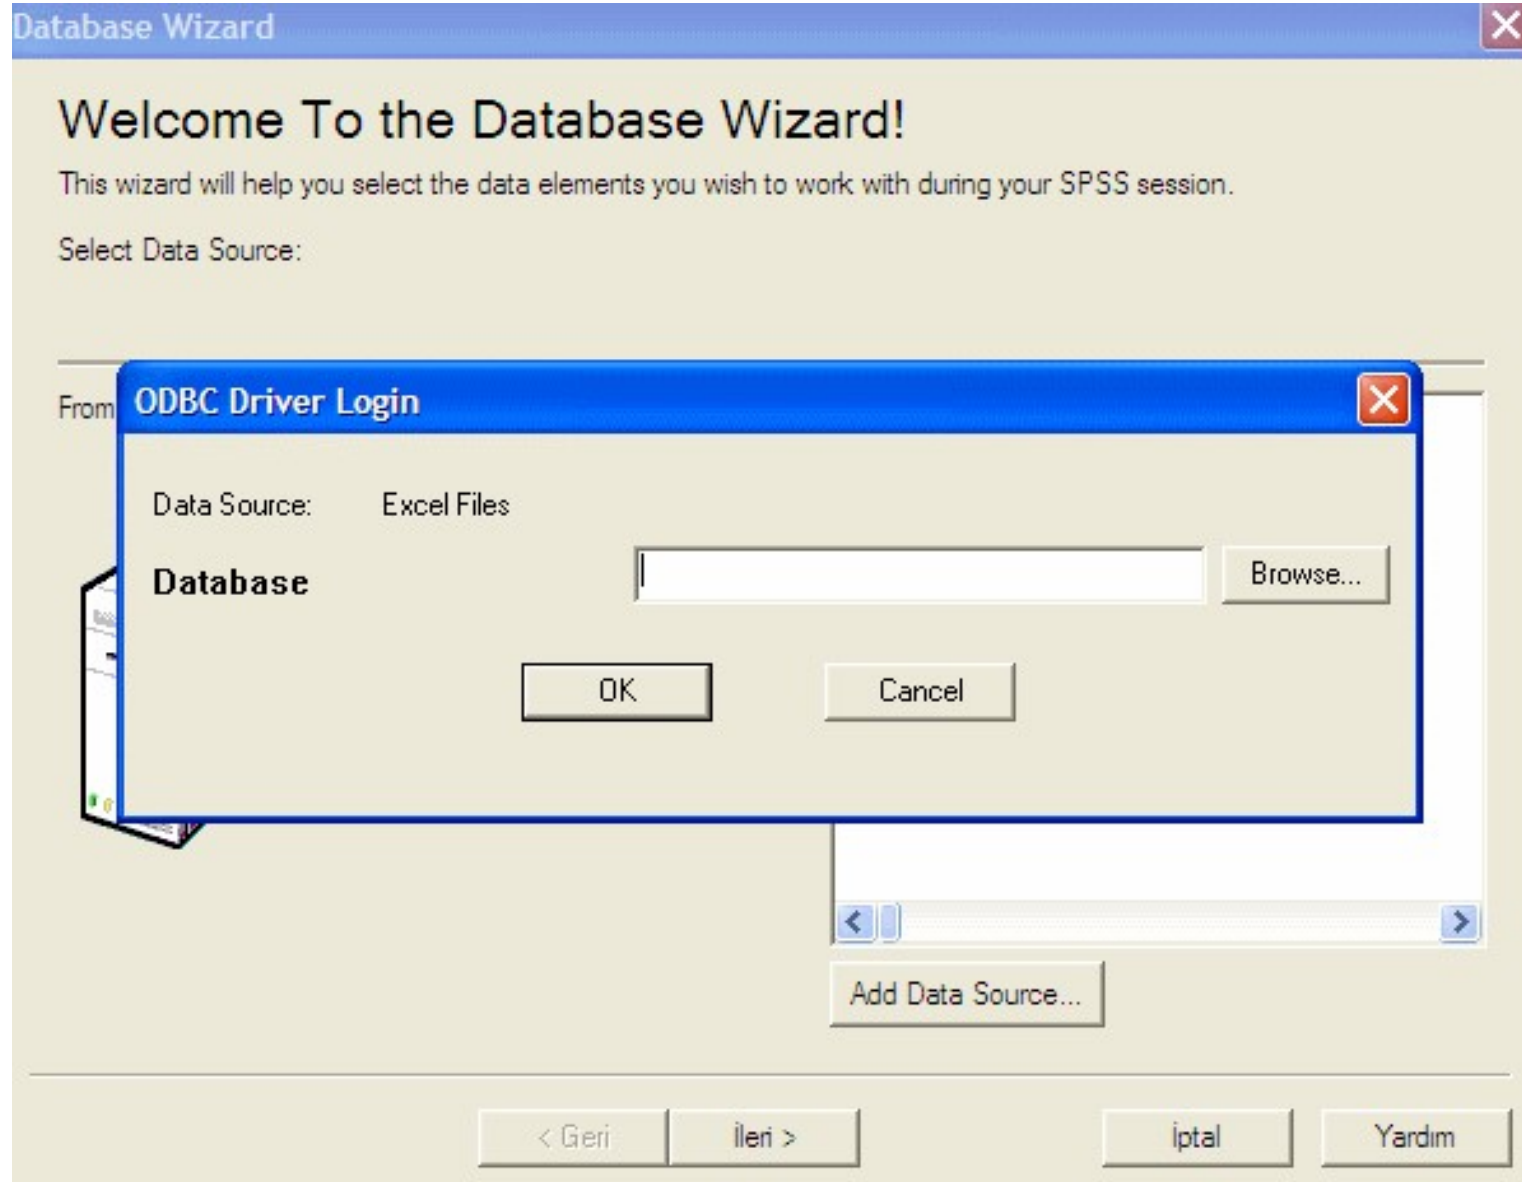 Database Wizard
Welcome To the Database Wizard!
This wizard will help you select the data elements you wish to work with during your SPSS session.
Select Data Source:
From
ODBC Driver Login
Data Source: Excel Files
Database
Browse...
OK Cancel
Add Data Source...
< Geri İleri > İptal Yardım